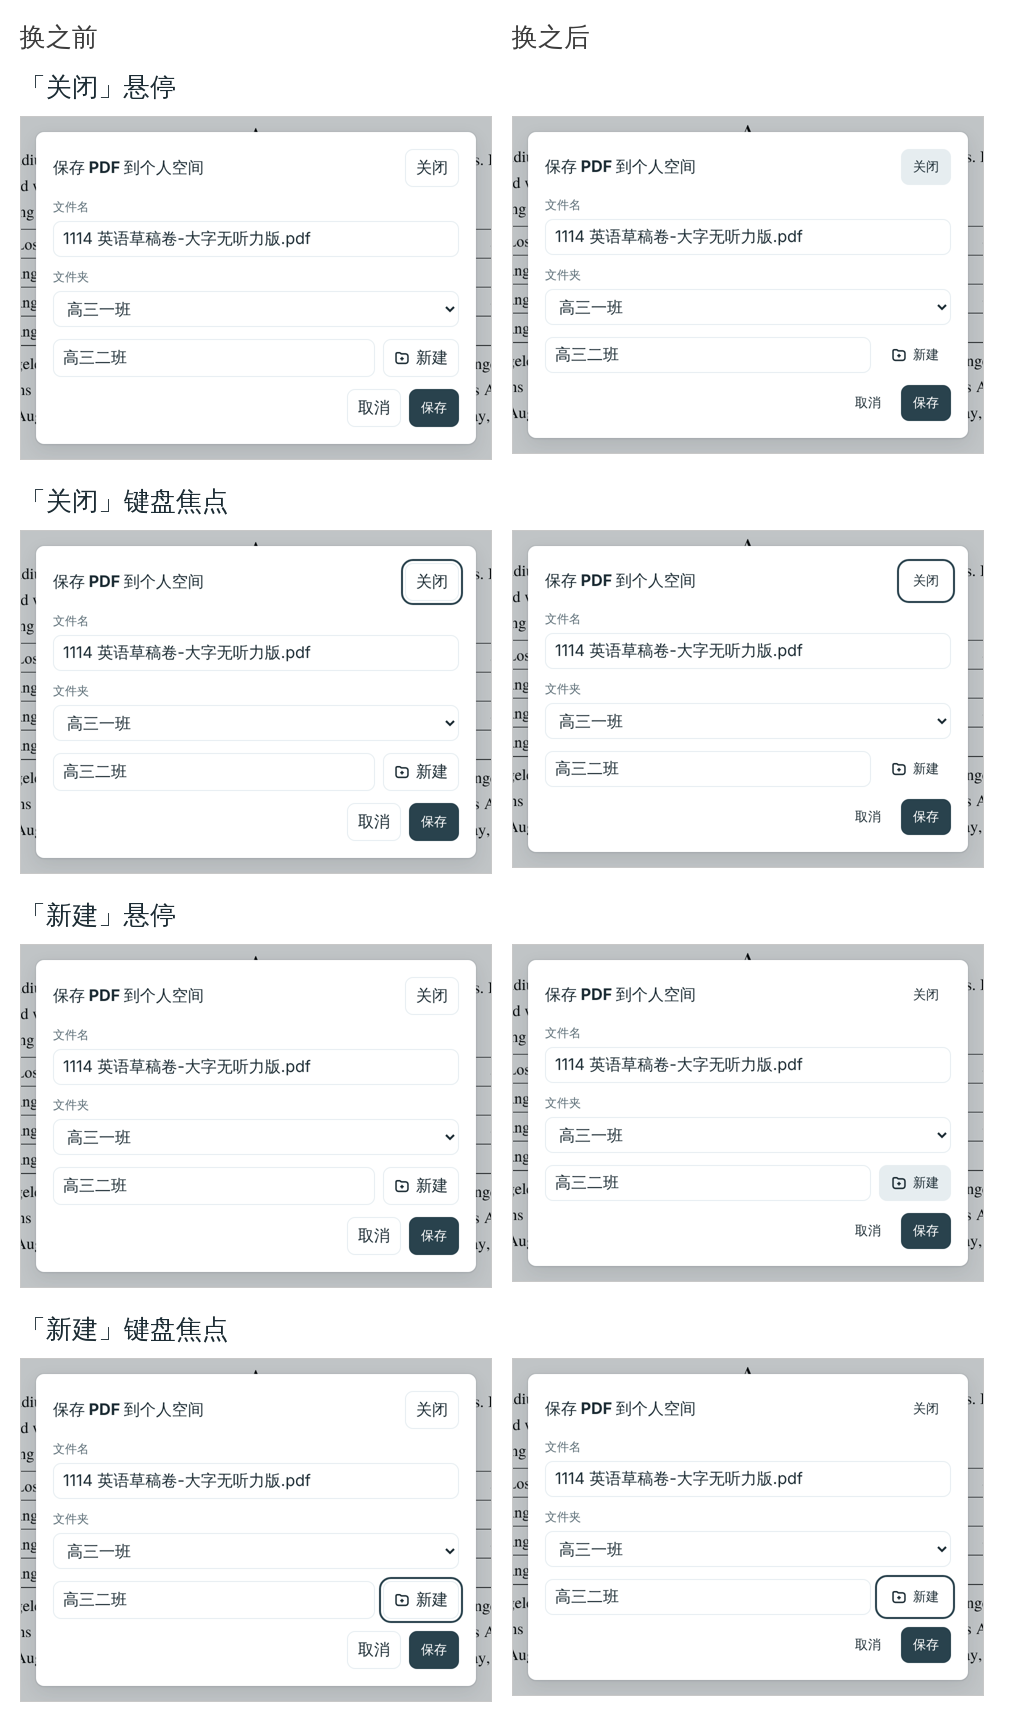 换之前
换之后
「关闭」悬停
保存 PDF 到个人空间
关闭
文件名
1114 英语草稿卷-大字无听力版.pdf
文件夹
高三一班
高三二班
新建
取消
保存
保存 PDF 到个人空间
关闭
文件名
1114 英语草稿卷-大字无听力版.pdf
文件夹
高三一班
高三二班
新建
取消
保存
「关闭」键盘焦点
保存 PDF 到个人空间
关闭
文件名
1114 英语草稿卷-大字无听力版.pdf
文件夹
高三一班
高三二班
新建
取消
保存
保存 PDF 到个人空间
关闭
文件名
1114 英语草稿卷-大字无听力版.pdf
文件夹
高三一班
高三二班
新建
取消
保存
「新建」悬停
保存 PDF 到个人空间
关闭
文件名
1114 英语草稿卷-大字无听力版.pdf
文件夹
高三一班
高三二班
新建
取消
保存
保存 PDF 到个人空间
关闭
文件名
1114 英语草稿卷-大字无听力版.pdf
文件夹
高三一班
高三二班
新建
取消
保存
「新建」键盘焦点
保存 PDF 到个人空间
关闭
文件名
1114 英语草稿卷-大字无听力版.pdf
文件夹
高三一班
高三二班
新建
取消
保存
保存 PDF 到个人空间
关闭
文件名
1114 英语草稿卷-大字无听力版.pdf
文件夹
高三一班
高三二班
新建
取消
保存